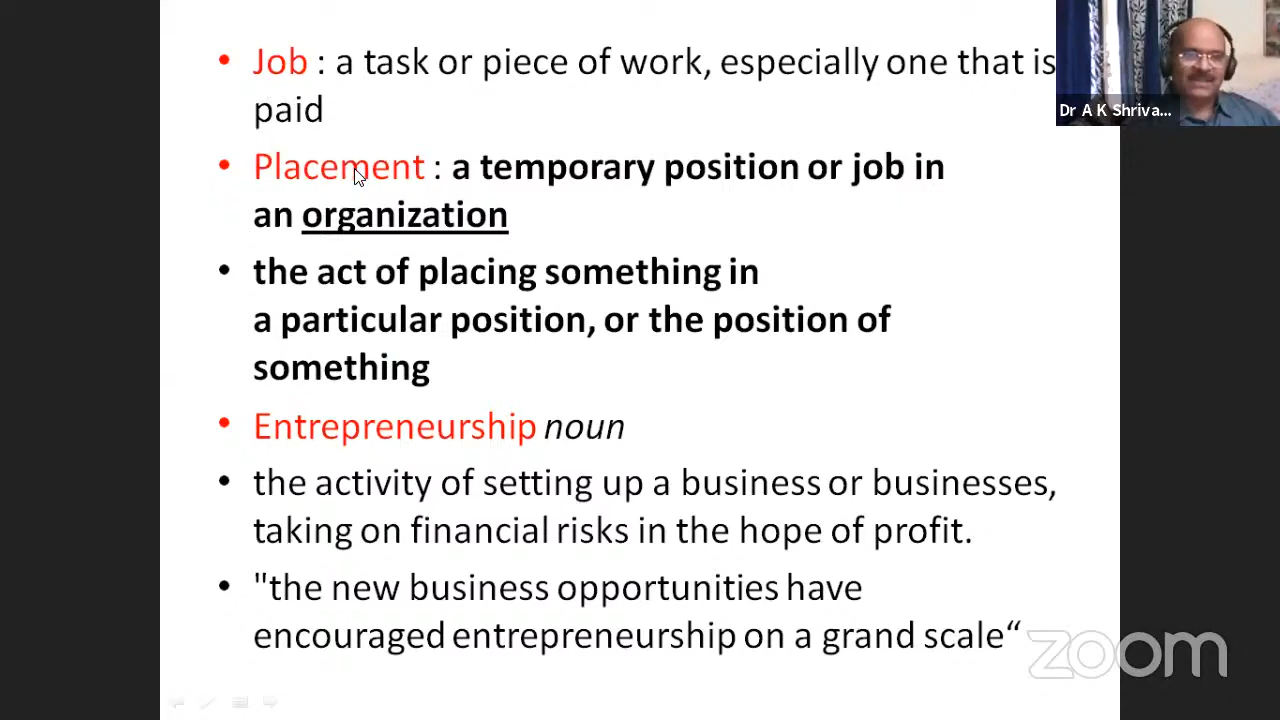 • Job : a task or piece of work, especially one that is
paid
Dr A K Shriva...
• Placement : a temporary position or job in
an organization
• the act of placing something in
a particular position, or the position of
something
• Entrepreneurship noun
• the activity of setting up a business or businesses,
taking on financial risks in the hope of profit.
• "the new business opportunities have
encouraged entrepreneurship on a grand scale“
zoom